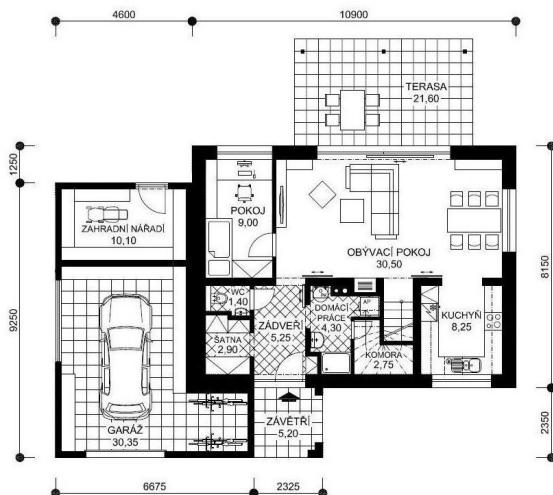 4600
10900
TERASA
21,60
1250
POKOJ
9,00
ZAHRADNÍ NÁŘADÍ
10,10
OBÝVACÍ POKOJ
30,50
8150
9250
WC
1,40
ZÁDVEŘÍ
5,25
DOMÁCÍ
PRÁCE
4,30
AP
KUCHYŇ
8,25
ŠATNA
2,90
KOMORA
2,75
ZÁVĚTŘÍ
5,20
GARÁŽ
30,35
2350
6675
2325